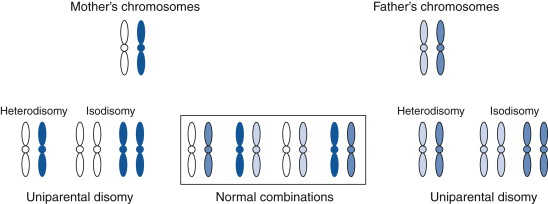 Mother's chromosomes
Father's chromosomes
Heterodisomy
Isodisomy
Heterodisomy
Isodisomy
Uniparental disomy
Normal combinations
Uniparental disomy